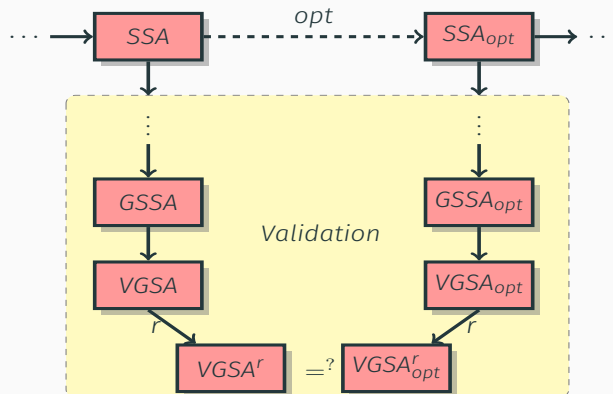 opt
… SSA SSA_opt …
⋮ ⋮
GSSA GSSA_opt
Validation
VGSA VGSA_opt
r r
VGSA^r =^? VGSA^r_opt